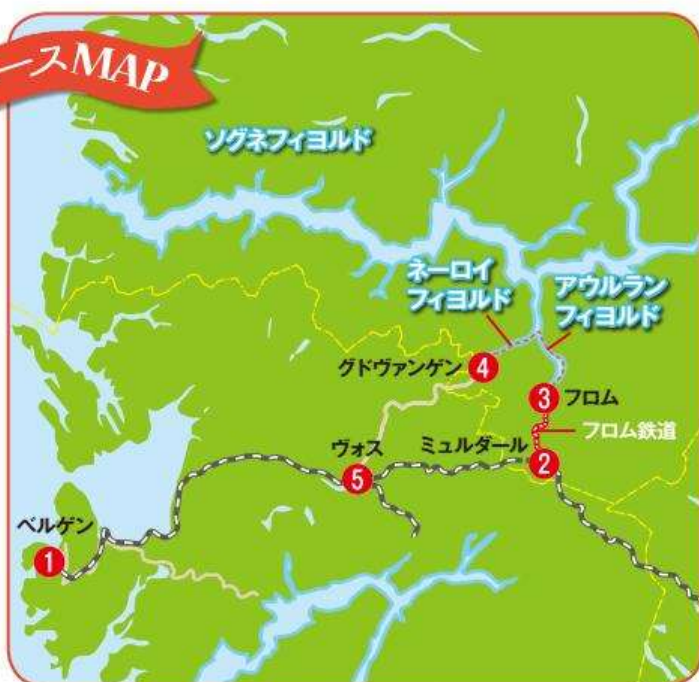 ースMAP
ソグネフィヨルド
ネーロイ
フィヨルド
アウルラン
フィヨルド
グドヴァンゲン
4
3
フロム
フロム鉄道
ヴォス
ミュルダール
5
2
ベルゲン
1